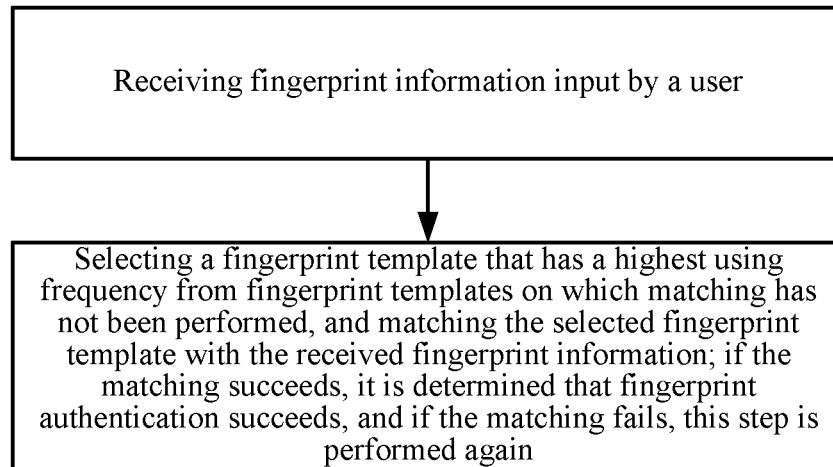 Receiving fingerprint information input by a user
Selecting a fingerprint template that has a highest using
frequency from fingerprint templates on which matching has
not been performed, and matching the selected fingerprint
template with the received fingerprint information; if the
matching succeeds, it is determined that fingerprint
authentication succeeds, and if the matching fails, this step is
performed again